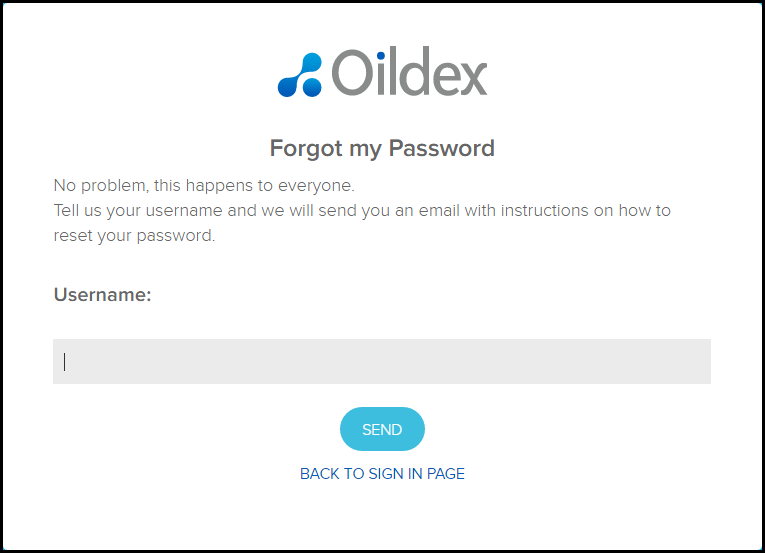 Oildex
Forgot my Password
No problem, this happens to everyone.
Tell us your username and we will send you an email with instructions on how to
reset your password.
Username:
SEND
BACK TO SIGN IN PAGE